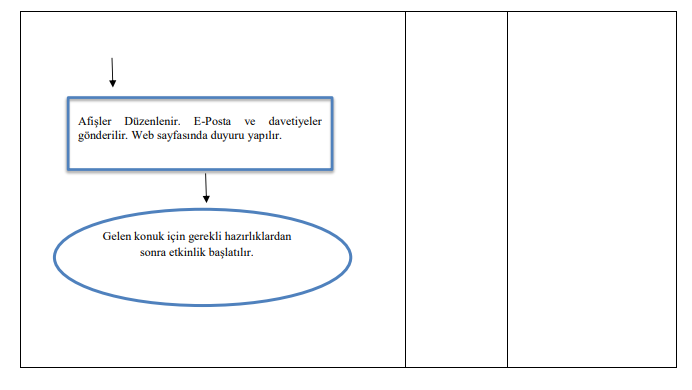 Afişler Düzenlenir. E-Posta ve davetiyeler
gönderilir. Web sayfasında duyuru yapılır.
Gelen konuk için gerekli hazırlıklardan
sonra etkinlik başlatılır.